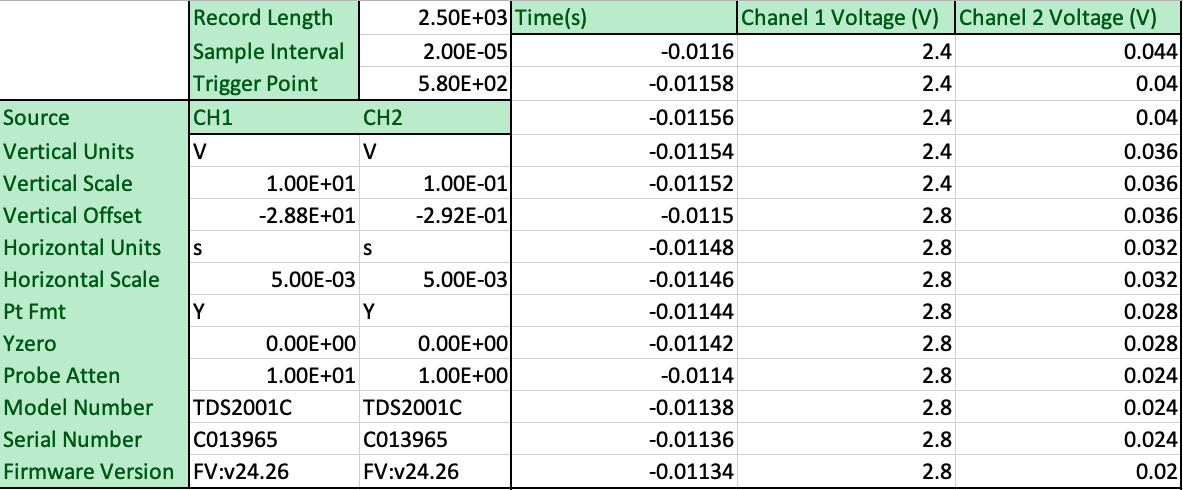 Record Length 2.50E+03 Time(s) Chanel 1 Voltage (V) Chanel 2 Voltage (V)
Sample Interval 2.00E-05 -0.0116 2.4 0.044
Trigger Point 5.80E+02 -0.01158 2.4 0.04
Source CH1 CH2 -0.01156 2.4 0.04
Vertical Units V V -0.01154 2.4 0.036
Vertical Scale 1.00E+01 1.00E-01 -0.01152 2.4 0.036
Vertical Offset -2.88E+01 -2.92E-01 -0.0115 2.8 0.036
Horizontal Units s s -0.01148 2.8 0.032
Horizontal Scale 5.00E-03 5.00E-03 -0.01146 2.8 0.032
Pt Fmt Y Y -0.01144 2.8 0.028
Yzero 0.00E+00 0.00E+00 -0.01142 2.8 0.028
Probe Atten 1.00E+01 1.00E+00 -0.0114 2.8 0.024
Model Number TDS2001C TDS2001C -0.01138 2.8 0.024
Serial Number C013965 C013965 -0.01136 2.8 0.024
Firmware Version FV:v24.26 FV:v24.26 -0.01134 2.8 0.02